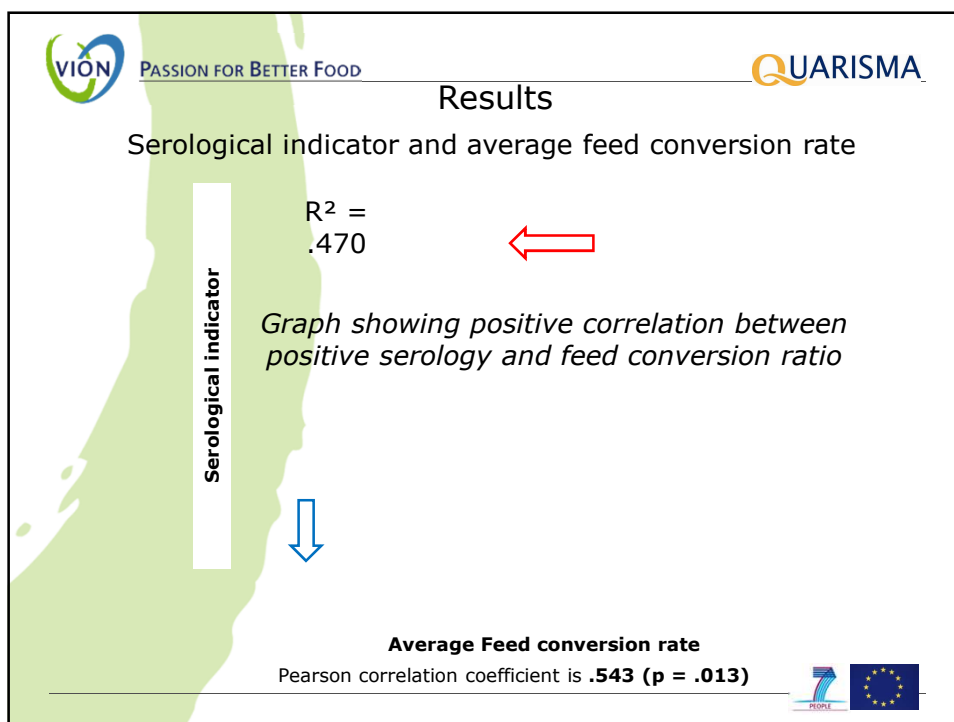 VION PASSION FOR BETTER FOOD
QUARISMA
Results
Serological indicator and average feed conversion rate
R² =
.470
Serological indicator
Graph showing positive correlation between
positive serology and feed conversion ratio
Average Feed conversion rate
Pearson correlation coefficient is .543 (p = .013)
7
PEOPLE